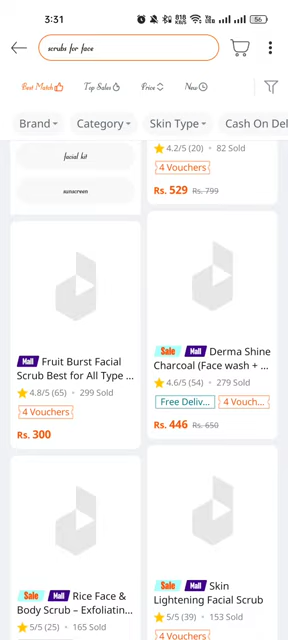 3:31
818 KB/s
56
scrubs for face
Best Match
Top Sales
Price
New
Brand
Category
Skin Type
Cash On Del
facial kit
sunscreen
4.2/5 (20) • 82 Sold
4 Vouchers
Rs. 529 Rs. 799
Mall Fruit Burst Facial
Scrub Best for All Type ...
4.8/5 (65) • 299 Sold
4 Vouchers
Rs. 300
Sale Mall Derma Shine
Charcoal (Face wash + ...
4.6/5 (54) • 279 Sold
Free Deliv... 4 Vouch...
Rs. 446 Rs. 650
Sale Mall Rice Face &
Body Scrub – Exfoliatin...
5/5 (25) • 165 Sold
Sale Mall Skin
Lightening Facial Scrub
5/5 (39) • 153 Sold
4 Vouchers